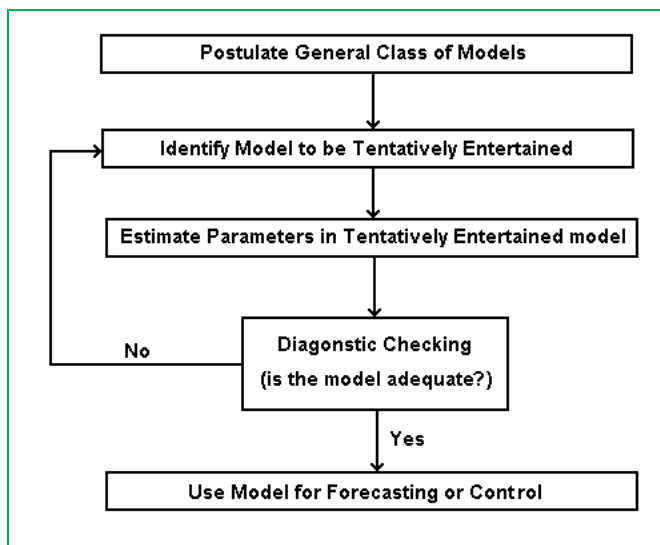 Postulate General Class of Models
Identify Model to be Tentatively Entertained
Estimate Parameters in Tentatively Entertained model
Diagonstic Checking
(is the model adequate?)
No
Yes
Use Model for Forecasting or Control